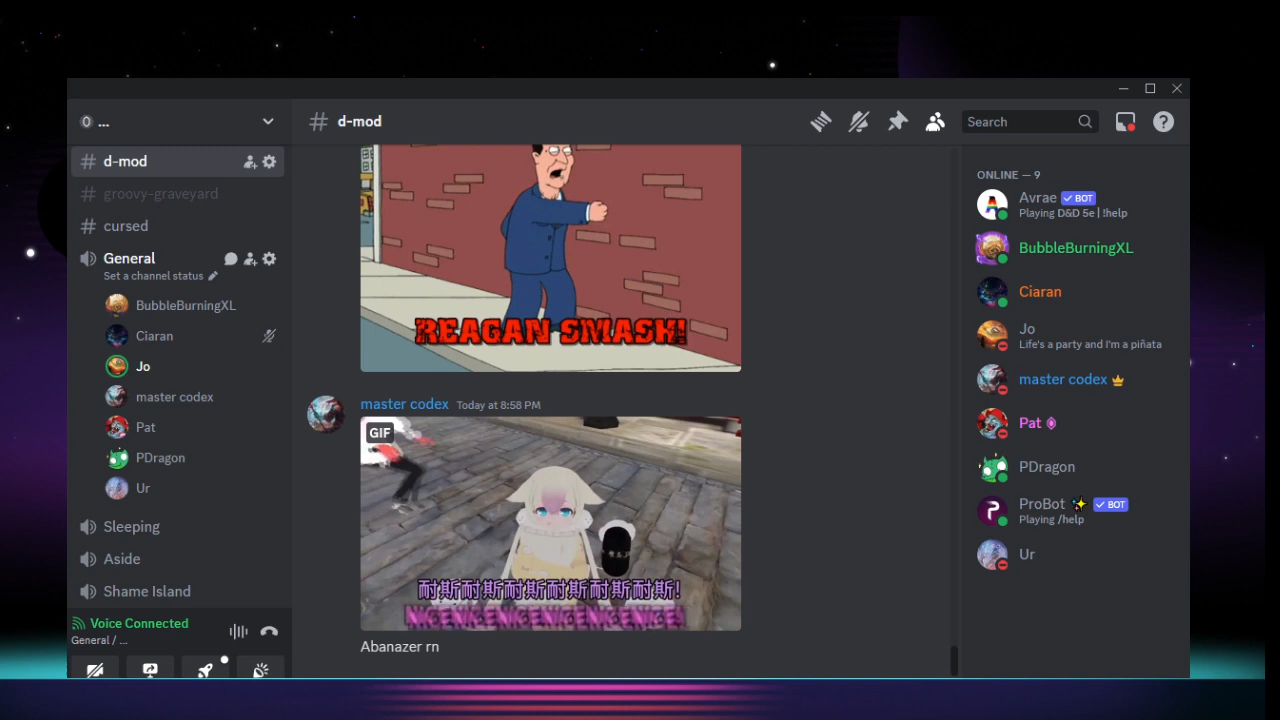 ...
d-mod
Search
d-mod
groovy-graveyard
cursed
General
Set a channel status
BubbleBurningXL
Ciaran
Jo
master codex
Pat
PDragon
Ur
Sleeping
Aside
Shame Island
Voice Connected
General / ...
REAGAN SMASH!
master codex Today at 8:58 PM
GIF
耐斯耐斯耐斯耐斯耐斯耐斯!
Abanazer rn
ONLINE — 9
Avrae BOT
Playing D&D 5e | !help
BubbleBurningXL
Ciaran
Jo
Life's a party and I'm a piñata
master codex
Pat
PDragon
ProBot BOT
Playing /help
Ur